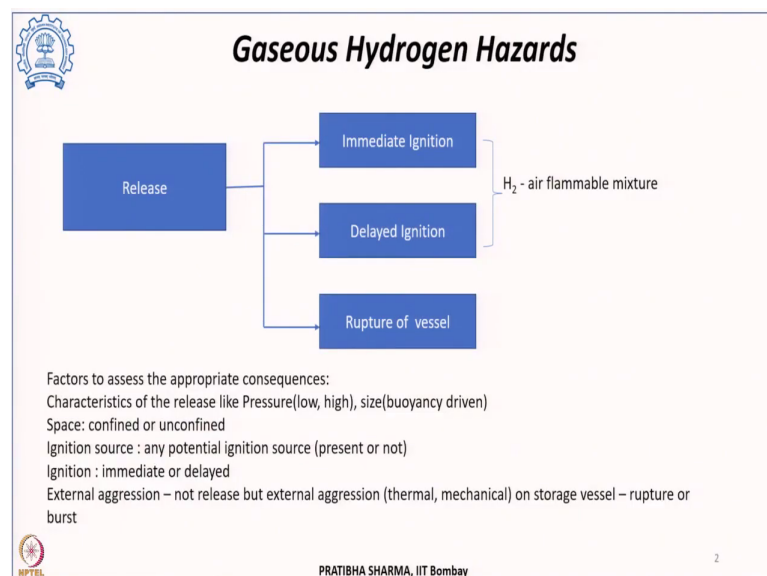 Gaseous Hydrogen Hazards
Release
Immediate Ignition
Delayed Ignition
Rupture of vessel
H₂ - air flammable mixture
Factors to assess the appropriate consequences:
Characteristics of the release like Pressure(low, high), size(buoyancy driven)
Space: confined or unconfined
Ignition source : any potential ignition source (present or not)
Ignition : immediate or delayed
External aggression – not release but external aggression (thermal, mechanical) on storage vessel – rupture or
burst
NPTEL
PRATIBHA SHARMA, IIT Bombay
2